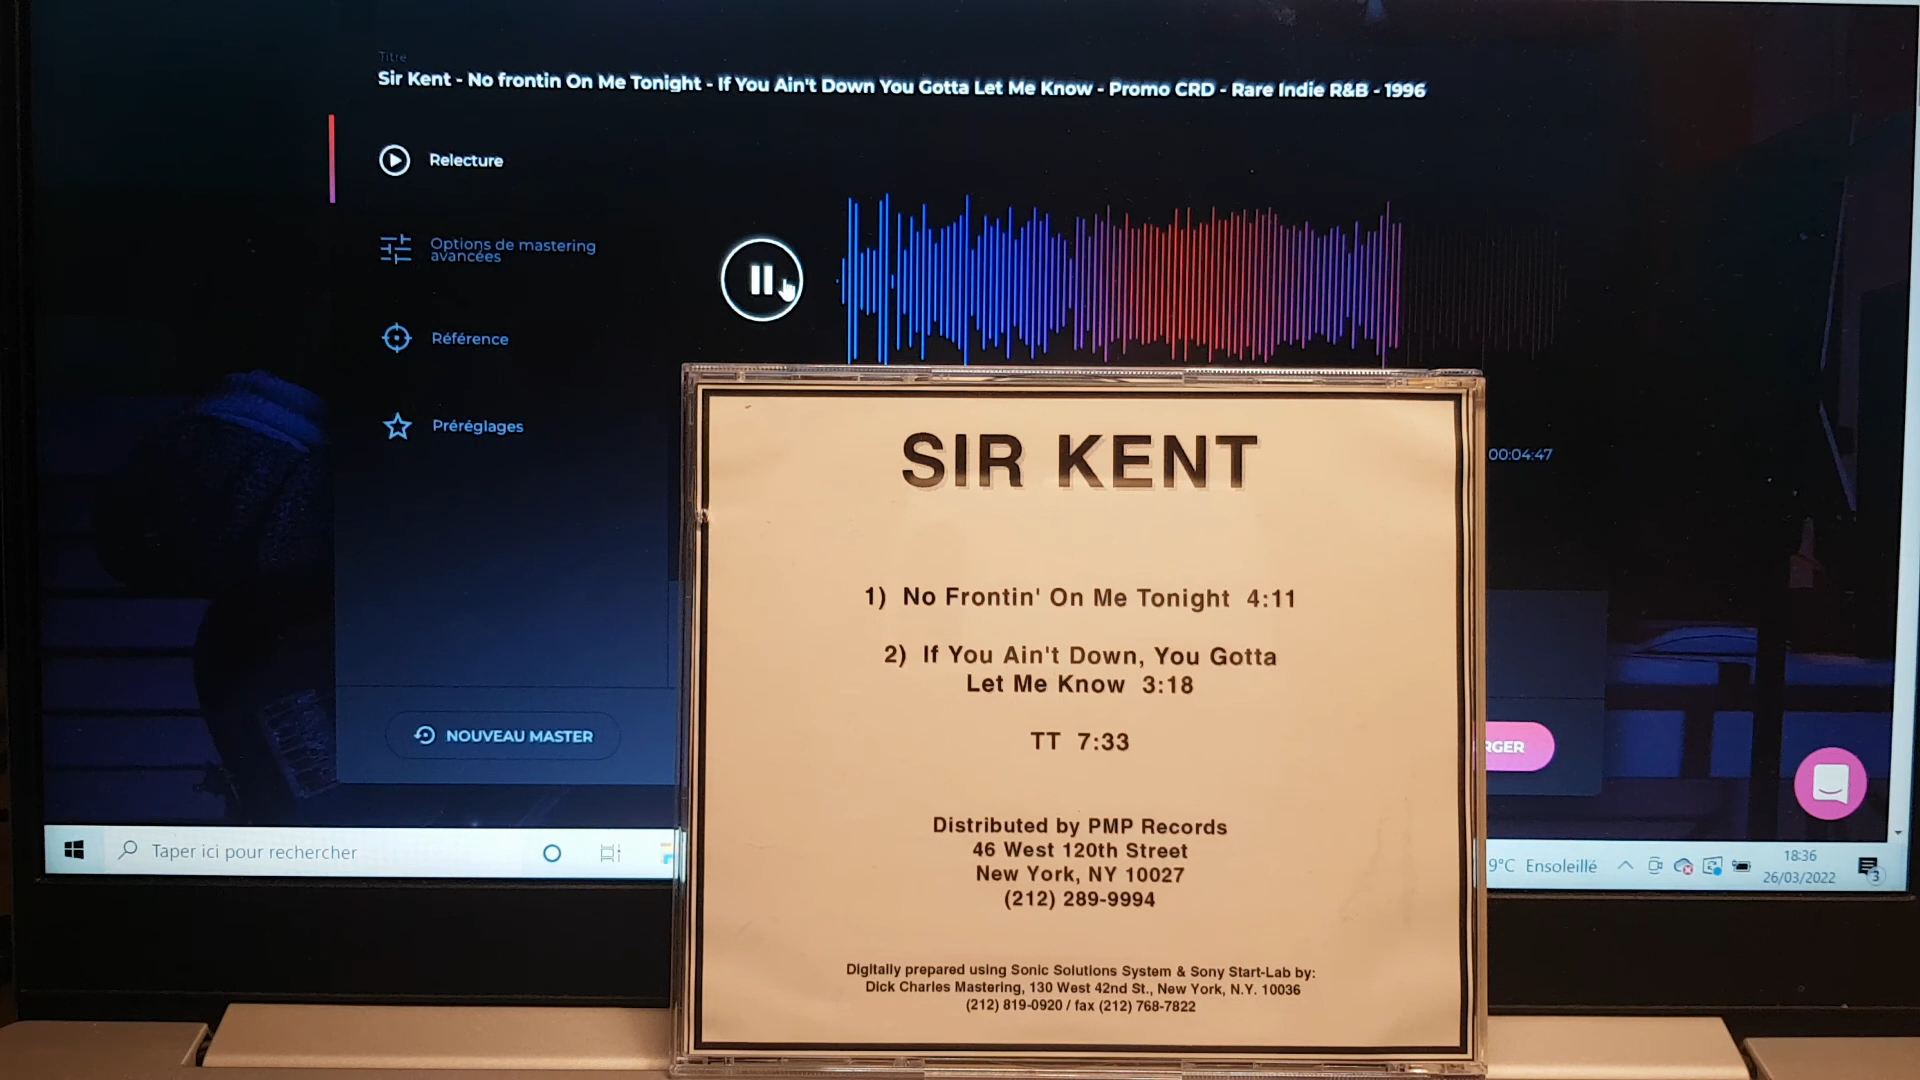 Titre
Sir Kent - No frontin On Me Tonight - If You Ain't Down You Gotta Let Me Know - Promo CRD - Rare Indie R&B - 1996
Relecture
Options de mastering
avancées
Référence
Préréglages
00:04:47
NOUVEAU MASTER
RGER
SIR KENT
1) No Frontin' On Me Tonight 4:11
2) If You Ain't Down, You Gotta
Let Me Know 3:18
TT 7:33
Distributed by PMP Records
46 West 120th Street
New York, NY 10027
(212) 289-9994
Digitally prepared using Sonic Solutions System & Sony Start-Lab by:
Dick Charles Mastering, 130 West 42nd St., New York, N.Y. 10036
(212) 819-0920 / fax (212) 768-7822
Taper ici pour rechercher
9°C Ensoleillé
18:36
26/03/2022
3